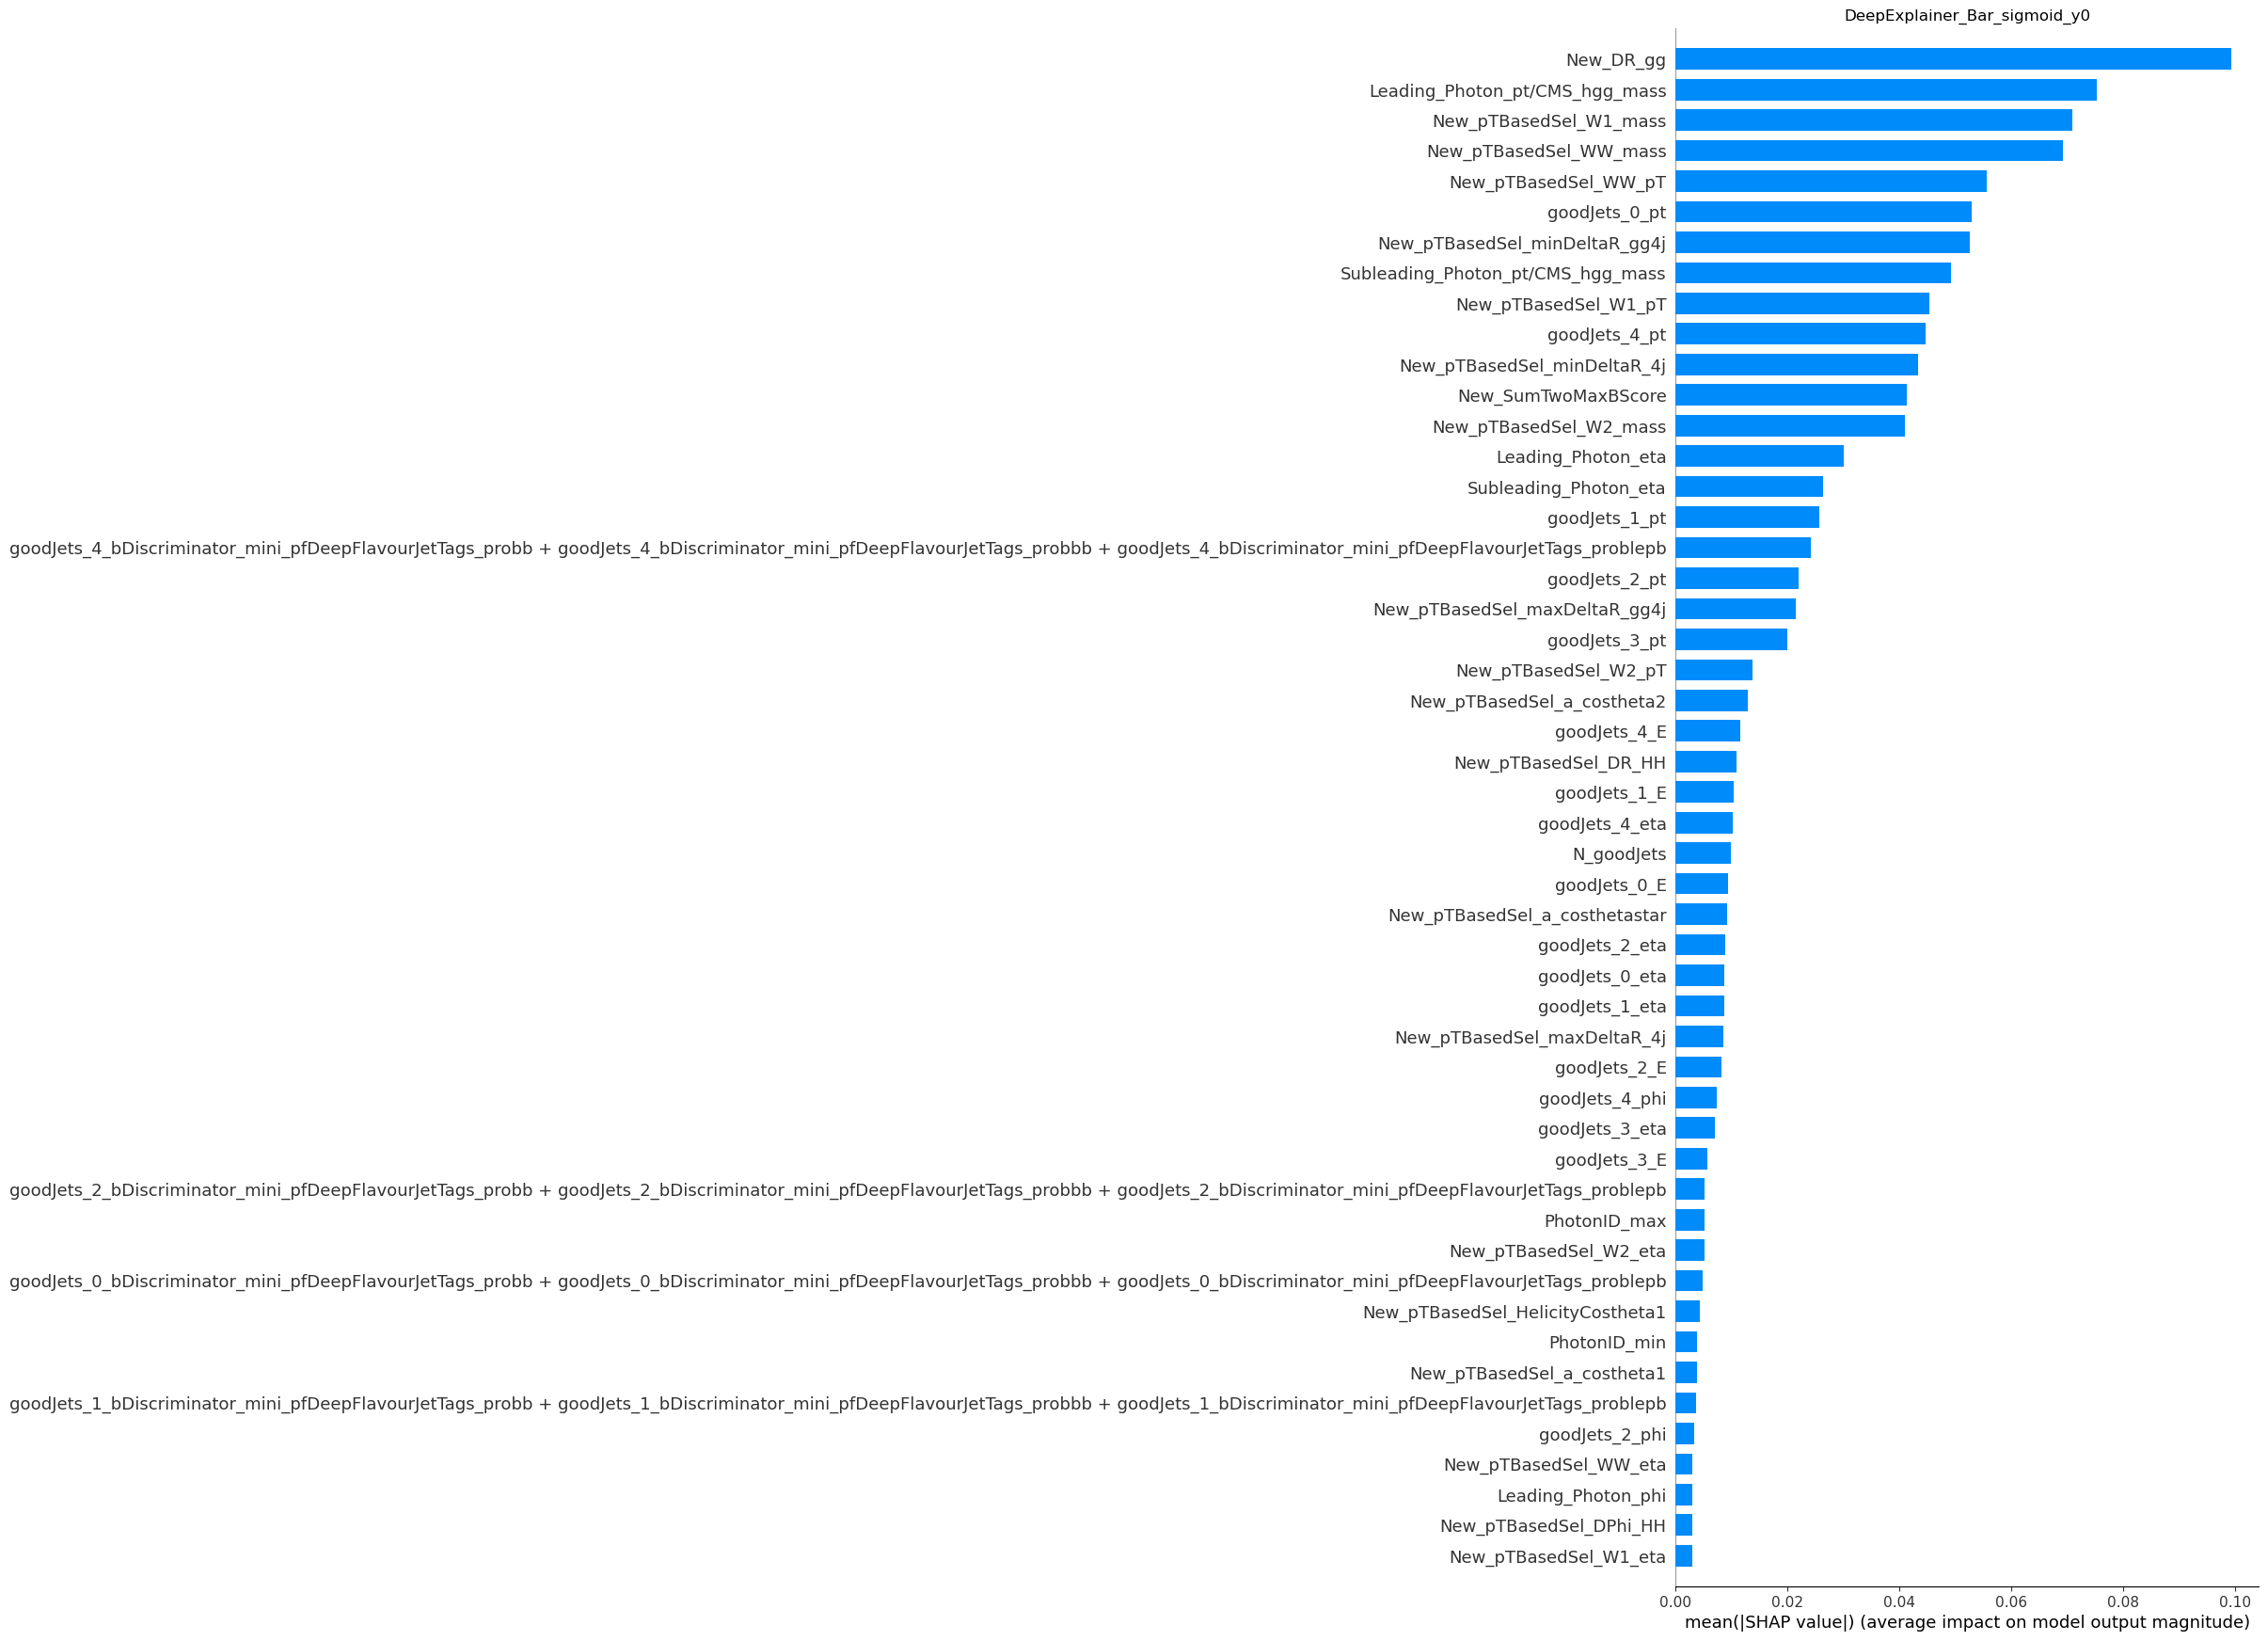 DeepExplainer_Bar_sigmoid_y0
New_DR_gg
Leading_Photon_pt/CMS_hgg_mass
New_pTBasedSel_W1_mass
New_pTBasedSel_WW_mass
New_pTBasedSel_WW_pT
goodJets_0_pt
New_pTBasedSel_minDeltaR_gg4j
Subleading_Photon_pt/CMS_hgg_mass
New_pTBasedSel_W1_pT
goodJets_4_pt
New_pTBasedSel_minDeltaR_4j
New_SumTwoMaxBScore
New_pTBasedSel_W2_mass
Leading_Photon_eta
Subleading_Photon_eta
goodJets_1_pt
goodJets_4_bDiscriminator_mini_pfDeepFlavourJetTags_probb + goodJets_4_bDiscriminator_mini_pfDeepFlavourJetTags_probbb + goodJets_4_bDiscriminator_mini_pfDeepFlavourJetTags_problepb
goodJets_2_pt
New_pTBasedSel_maxDeltaR_gg4j
goodJets_3_pt
New_pTBasedSel_W2_pT
New_pTBasedSel_a_costheta2
goodJets_4_E
New_pTBasedSel_DR_HH
goodJets_1_E
goodJets_4_eta
N_goodJets
goodJets_0_E
New_pTBasedSel_a_costhetastar
goodJets_2_eta
goodJets_0_eta
goodJets_1_eta
New_pTBasedSel_maxDeltaR_4j
goodJets_2_E
goodJets_4_phi
goodJets_3_eta
goodJets_3_E
goodJets_2_bDiscriminator_mini_pfDeepFlavourJetTags_probb + goodJets_2_bDiscriminator_mini_pfDeepFlavourJetTags_probbb + goodJets_2_bDiscriminator_mini_pfDeepFlavourJetTags_problepb
PhotonID_max
New_pTBasedSel_W2_eta
goodJets_0_bDiscriminator_mini_pfDeepFlavourJetTags_probb + goodJets_0_bDiscriminator_mini_pfDeepFlavourJetTags_probbb + goodJets_0_bDiscriminator_mini_pfDeepFlavourJetTags_problepb
New_pTBasedSel_HelicityCostheta1
PhotonID_min
New_pTBasedSel_a_costheta1
goodJets_1_bDiscriminator_mini_pfDeepFlavourJetTags_probb + goodJets_1_bDiscriminator_mini_pfDeepFlavourJetTags_probbb + goodJets_1_bDiscriminator_mini_pfDeepFlavourJetTags_problepb
goodJets_2_phi
New_pTBasedSel_WW_eta
Leading_Photon_phi
New_pTBasedSel_DPhi_HH
New_pTBasedSel_W1_eta
0.00 0.02 0.04 0.06 0.08 0.10
mean(|SHAP value|) (average impact on model output magnitude)